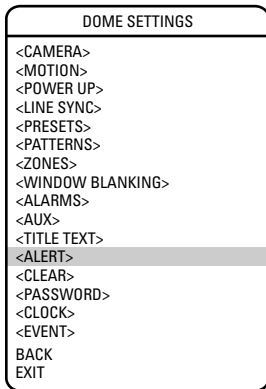 DOME SETTINGS
<CAMERA>
<MOTION>
<POWER UP>
<LINE SYNC>
<PRESETS>
<PATTERNS>
<ZONES>
<WINDOW BLANKING>
<ALARMS>
<AUX>
<TITLE TEXT>
<ALERT>
<CLEAR>
<PASSWORD>
<CLOCK>
<EVENT>
BACK
EXIT